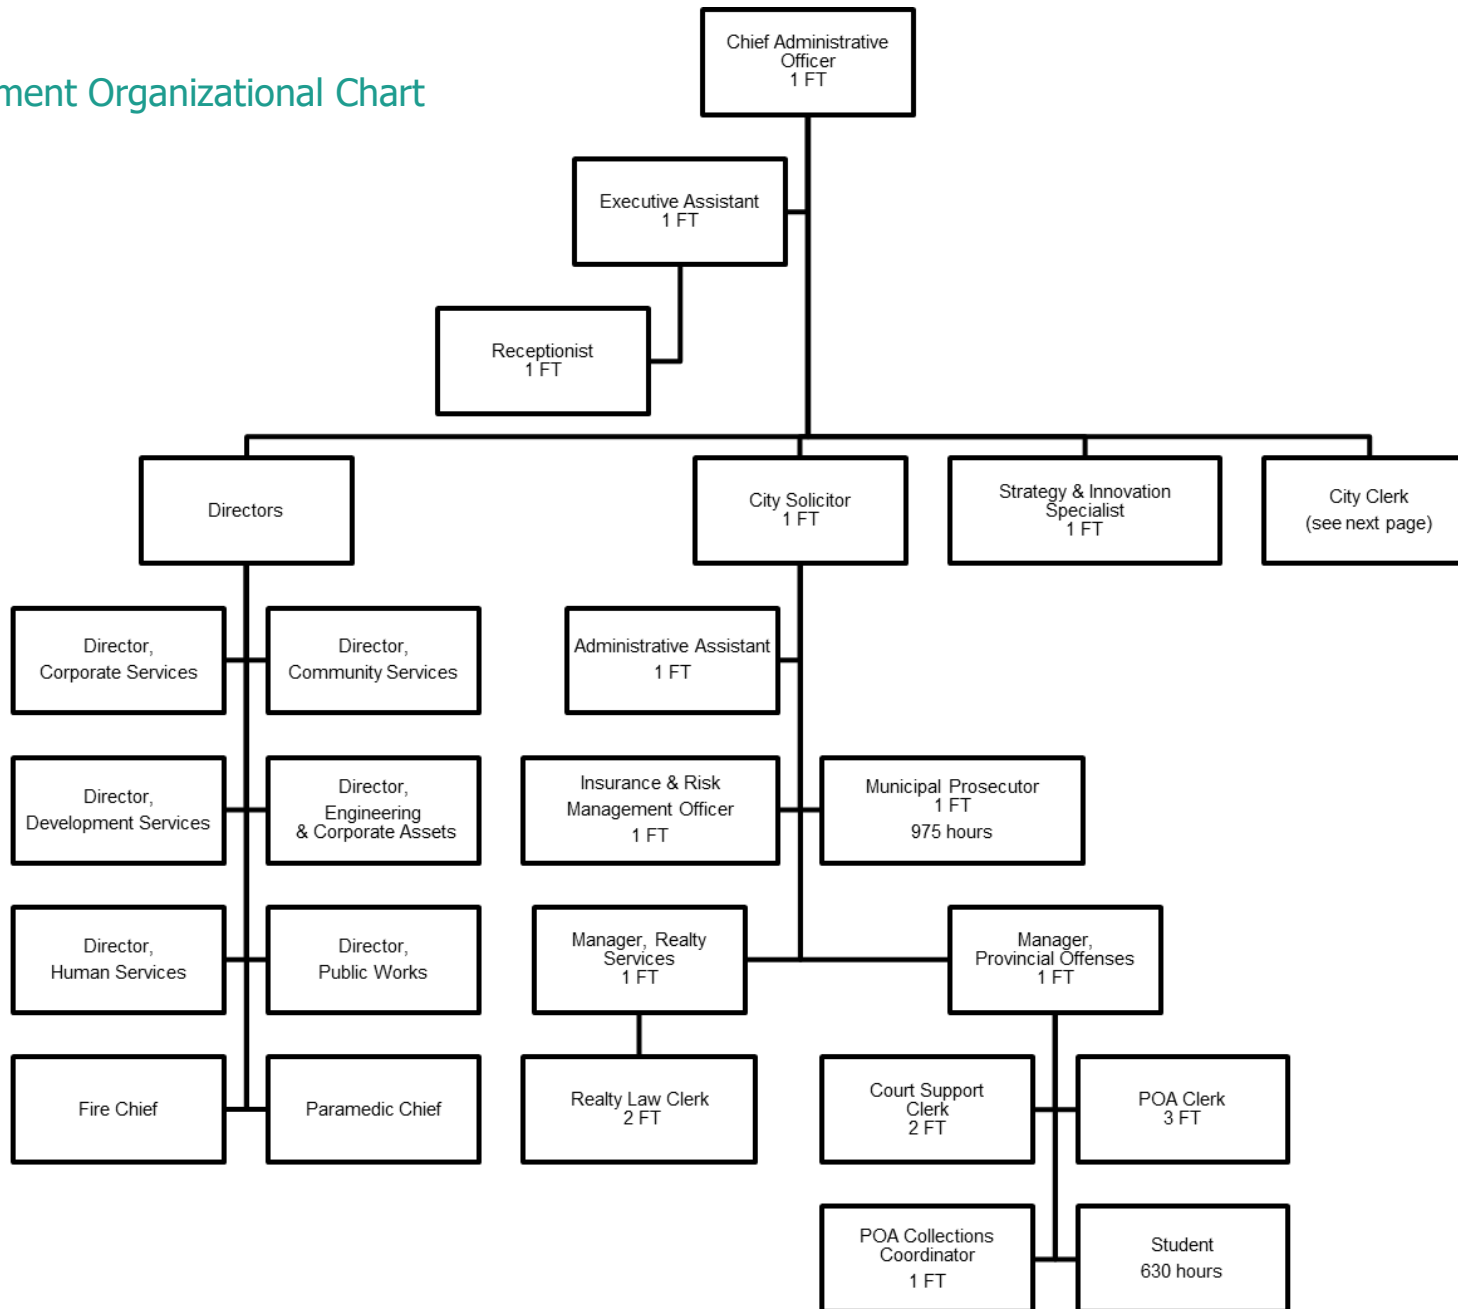 Chief Administrative
Officer
1 FT
Organizational Chart
Executive Assistant
1 FT
Receptionist
1 FT
Directors
City Solicitor
1 FT
Strategy & Innovation
Specialist
1 FT
City Clerk
(see next page)
Director,
Corporate Services
Director,
Community Services
Administrative Assistant
1 FT
Director,
Development Services
Director,
Engineering
& Corporate Assets
Insurance & Risk
Management Officer
1 FT
Municipal Prosecutor
1 FT
975 hours
Director,
Human Services
Director,
Public Works
Manager, Realty
Services
1 FT
Manager,
Provincial Offenses
1 FT
Fire Chief
Paramedic Chief
Realty Law Clerk
2 FT
Court Support
Clerk
2 FT
POA Clerk
3 FT
POA Collections
Coordinator
1 FT
Student
630 hours